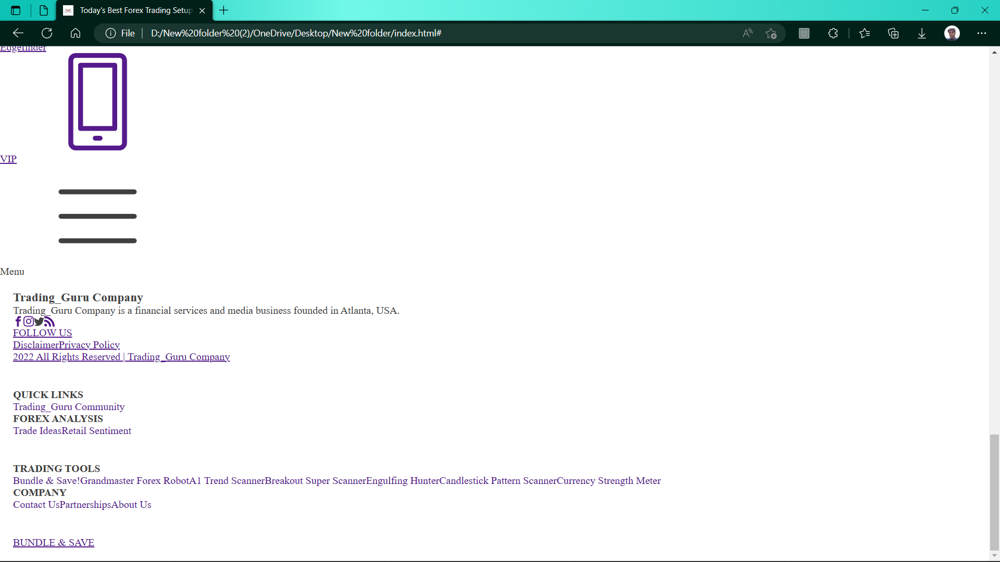 Today's Best Forex Trading Setup
File
D:/New%20folder%20(2)/OneDrive/Desktop/New%20folder/index.html#
Edgefinder
VIP
Menu
Trading_Guru Company
Trading_Guru Company is a financial services and media business founded in Atlanta, USA.
FOLLOW US
DisclaimerPrivacy Policy
2022 All Rights Reserved | Trading_Guru Company
QUICK LINKS
Trading_Guru Community
FOREX ANALYSIS
Trade IdeasRetail Sentiment
TRADING TOOLS
Bundle & Save!Grandmaster Forex RobotA1 Trend ScannerBreakout Super ScannerEngulfing HunterCandlestick Pattern ScannerCurrency Strength Meter
COMPANY
Contact UsPartnershipsAbout Us
BUNDLE & SAVE